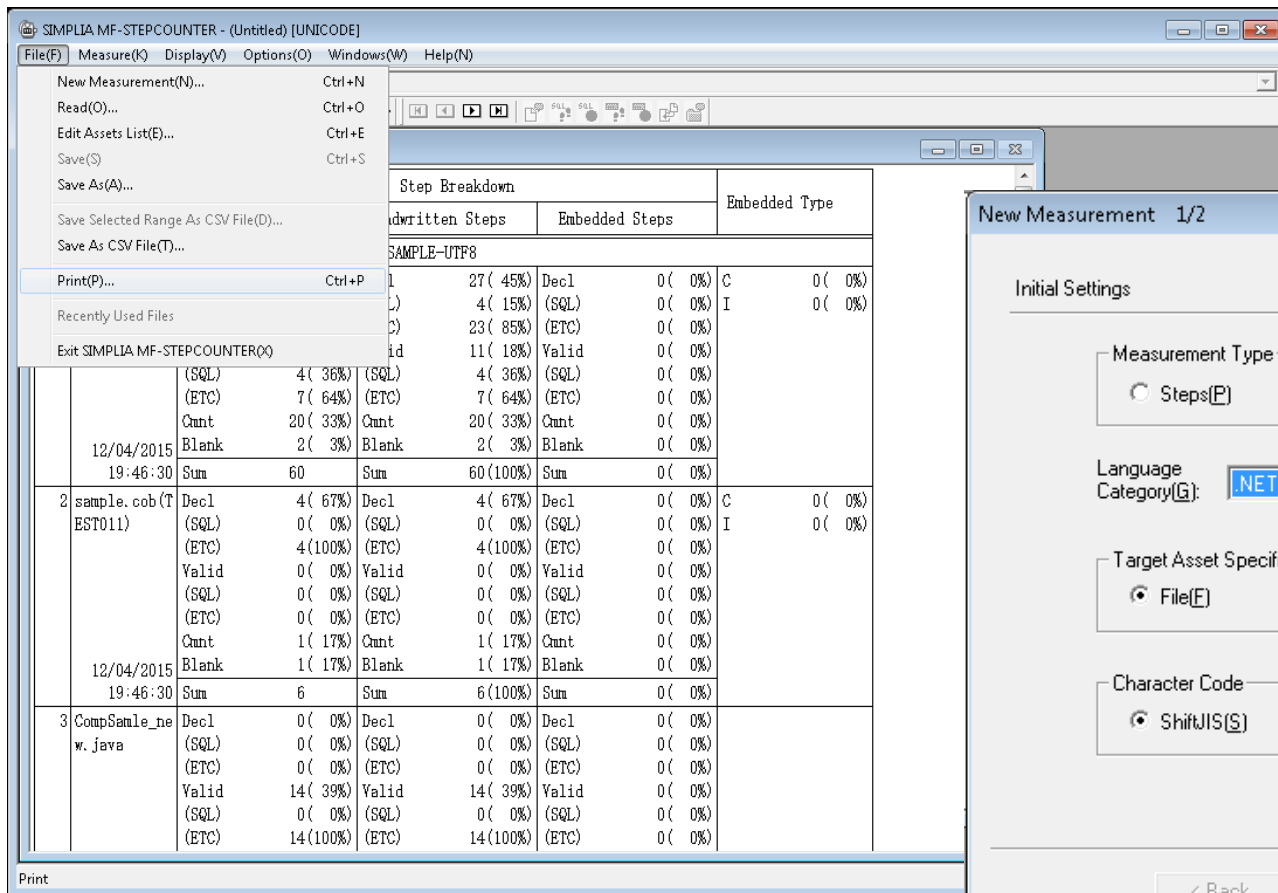 SIMPLIA MF-STEPCOUNTER - (Untitled) [UNICODE]
File(F) Measure(K) Display(V) Options(O) Windows(W) Help(N)
New Measurement(N)... Ctrl+N
Read(O)... Ctrl+O
Edit Assets List(E)... Ctrl+E
Save(S) Ctrl+S
Save As(A)...
Save Selected Range As CSV File(D)...
Save As CSV File(T)...
Print(P)... Ctrl+P
Recently Used Files
Exit SIMPLIA MF-STEPCOUNTER(X)
Step Breakdown
Embedded Type
Steps Embedded Steps
SAMPLE-UTF8
27( 45%) Decl 0( 0%) C 0( 0%)
4( 15%) (SQL) 0( 0%) I 0( 0%)
23( 85%) (ETC) 0( 0%)
11( 18%) Valid 0( 0%)
(SQL) 4( 36%) (SQL) 4( 36%) (SQL) 0( 0%)
(ETC) 7( 64%) (ETC) 7( 64%) (ETC) 0( 0%)
Cmnt 20( 33%) Cmnt 20( 33%) Cmnt 0( 0%)
12/04/2015 Blank 2( 3%) Blank 2( 3%) Blank 0( 0%)
19:46:30 Sum 60 Sum 60(100%) Sum 0( 0%)
2 sample.cob(T Decl 4( 67%) Decl 4( 67%) Decl 0( 0%) C 0( 0%)
EST011) (SQL) 0( 0%) (SQL) 0( 0%) (SQL) 0( 0%) I 0( 0%)
(ETC) 4(100%) (ETC) 4(100%) (ETC) 0( 0%)
Valid 0( 0%) Valid 0( 0%) Valid 0( 0%)
(SQL) 0( 0%) (SQL) 0( 0%) (SQL) 0( 0%)
(ETC) 0( 0%) (ETC) 0( 0%) (ETC) 0( 0%)
Cmnt 1( 17%) Cmnt 1( 17%) Cmnt 0( 0%)
12/04/2015 Blank 1( 17%) Blank 1( 17%) Blank 0( 0%)
19:46:30 Sum 6 Sum 6(100%) Sum 0( 0%)
3 CompSamle_ne Decl 0( 0%) Decl 0( 0%) Decl 0( 0%)
w.java (SQL) 0( 0%) (SQL) 0( 0%) (SQL) 0( 0%)
(ETC) 0( 0%) (ETC) 0( 0%) (ETC) 0( 0%)
Valid 14( 39%) Valid 14( 39%) Valid 0( 0%)
(SQL) 0( 0%) (SQL) 0( 0%) (SQL) 0( 0%)
(ETC) 14(100%) (ETC) 14(100%) (ETC) 0( 0%)
Print
New Measurement 1/2
Initial Settings
Measurement Type
Steps(P)
Language
Category(G): .NET
Target Asset Specif
File(F)
Character Code
ShiftJIS(S)
< Back